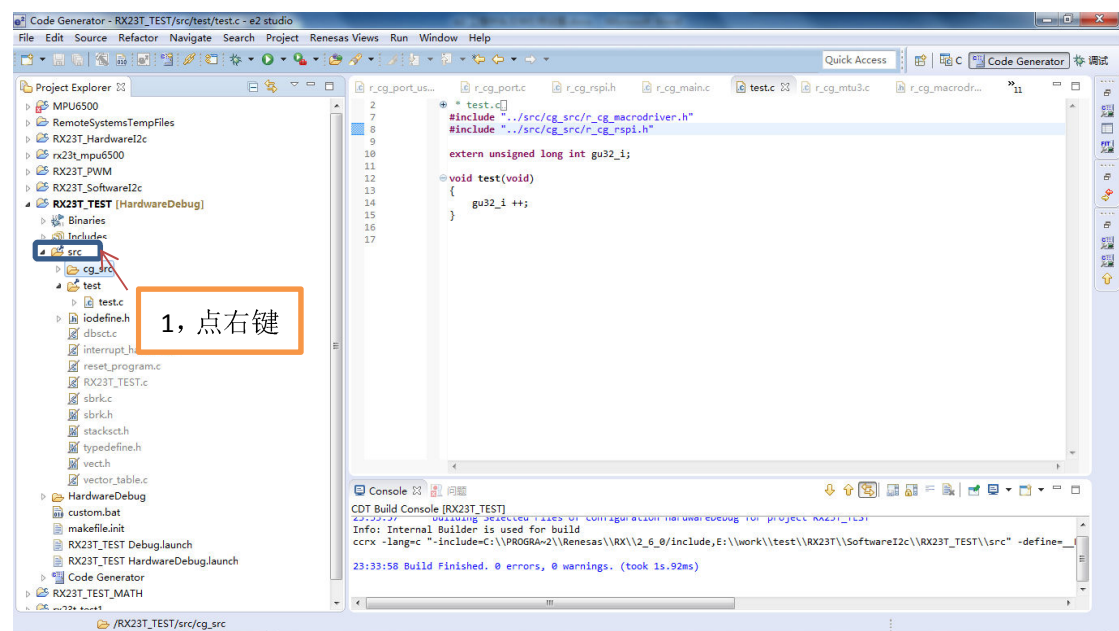 Code Generator - RX23T_TEST/src/test/test.c - e2 studio
File Edit Source Refactor Navigate Search Project Renesas Views Run Window Help
Quick Access
C
Code Generator
调试
Project Explorer
MPU6500
RemoteSystemsTempFiles
RX23T_HardwareI2c
rx23t_mpu6500
RX23T_PWM
RX23T_SoftwareI2c
RX23T_TEST [HardwareDebug]
Binaries
Includes
src
cg_src
test
test.c
iodefine.h
dbsct.c
reset_program.c
RX23T_TEST.c
sbrk.c
sbrk.h
stacksct.h
typedefine.h
vect.h
vector_table.c
HardwareDebug
custom.bat
makefile.init
RX23T_TEST Debug.launch
RX23T_TEST HardwareDebug.launch
Code Generator
RX23T_TEST_MATH
1，点右键
r_cg_port_us... r_cg_port.c r_cg_rspi.h r_cg_main.c test.c r_cg_mtu3.c r_cg_macrodr... »11
2 * test.c
7 #include "../src/cg_src/r_cg_macrodriver.h"
8 #include "../src/cg_src/r_cg_rspi.h"
9
10 extern unsigned long int gu32_i;
11
12 void test(void)
13 {
14 gu32_i ++;
15 }
16
17
Console 问题
CDT Build Console [RX23T_TEST]
Info: Internal Builder is used for build
ccrx -lang=c "-include=C:\\PROGRA~2\\Renesas\\RX\\2_6_0/include,E:\\work\\test\\RX23T\\SoftwareI2c\\RX23T_TEST\\src" -define=__
23:33:58 Build Finished. 0 errors, 0 warnings. (took 1s.92ms)
/RX23T_TEST/src/cg_src